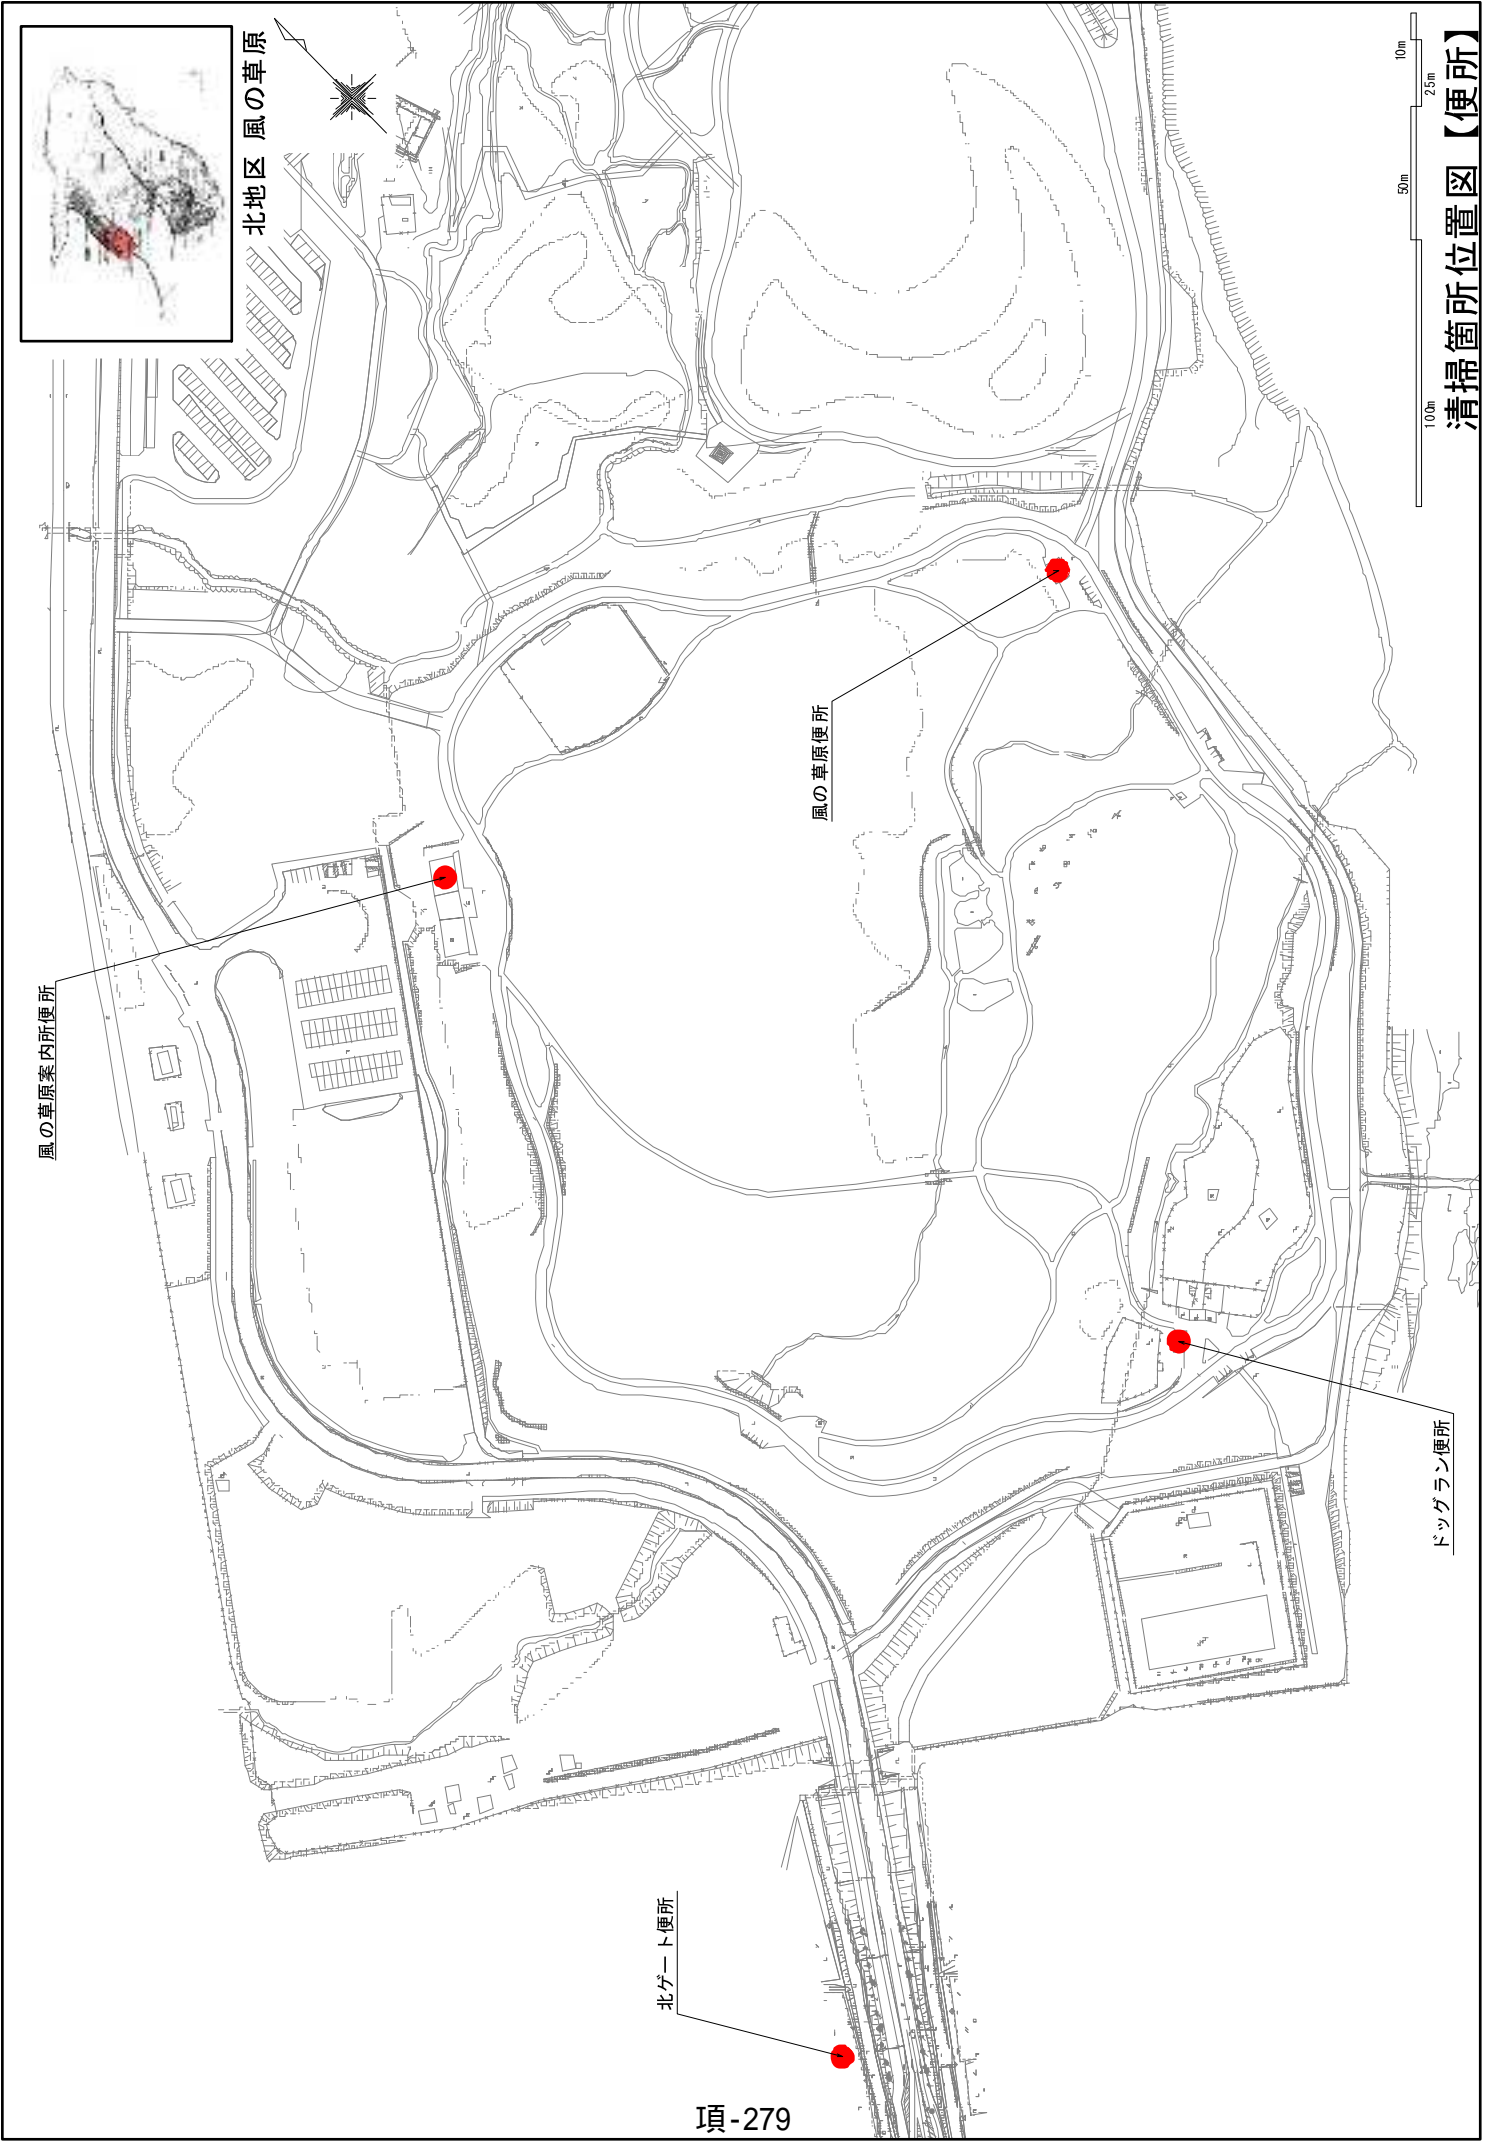 清掃箇所位置図【便所】
10m
25m
50m
100m
北地区 風の草原
風の草原便所
風の草原案内所便所
ドッグラン便所
北ゲート便所
項-279